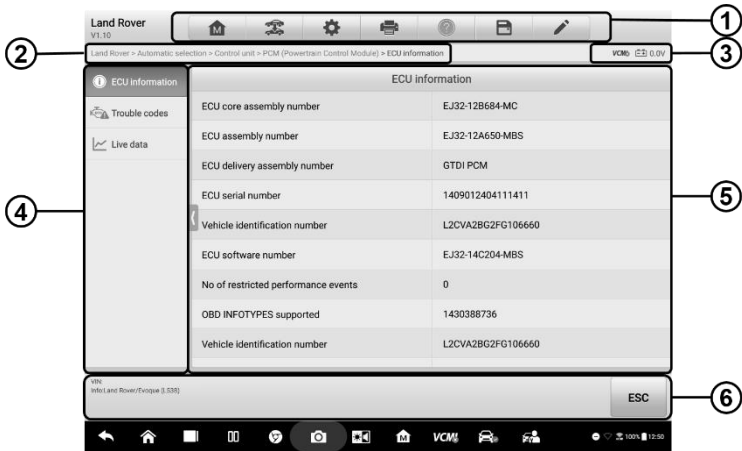 Land Rover
V1.10
M
?
Land Rover > Automatic selection > Control unit > PCM (Powertrain Control Module) > ECU information
VCMI 0.0V
ECU information
Trouble codes
Live data
ECU information
ECU core assembly number EJ32-12B684-MC
ECU assembly number EJ32-12A650-MBS
ECU delivery assembly number GTDI PCM
ECU serial number 1409012404111411
Vehicle identification number L2CVA2BG2FG106660
ECU software number EJ32-14C204-MBS
No of restricted performance events 0
OBD INFOTYPES supported 1430388736
Vehicle identification number L2CVA2BG2FG106660
VIN:
Info:Land Rover/Evoque (L538)
ESC
M VCMI 100% 12:50
1
2
3
4
5
6